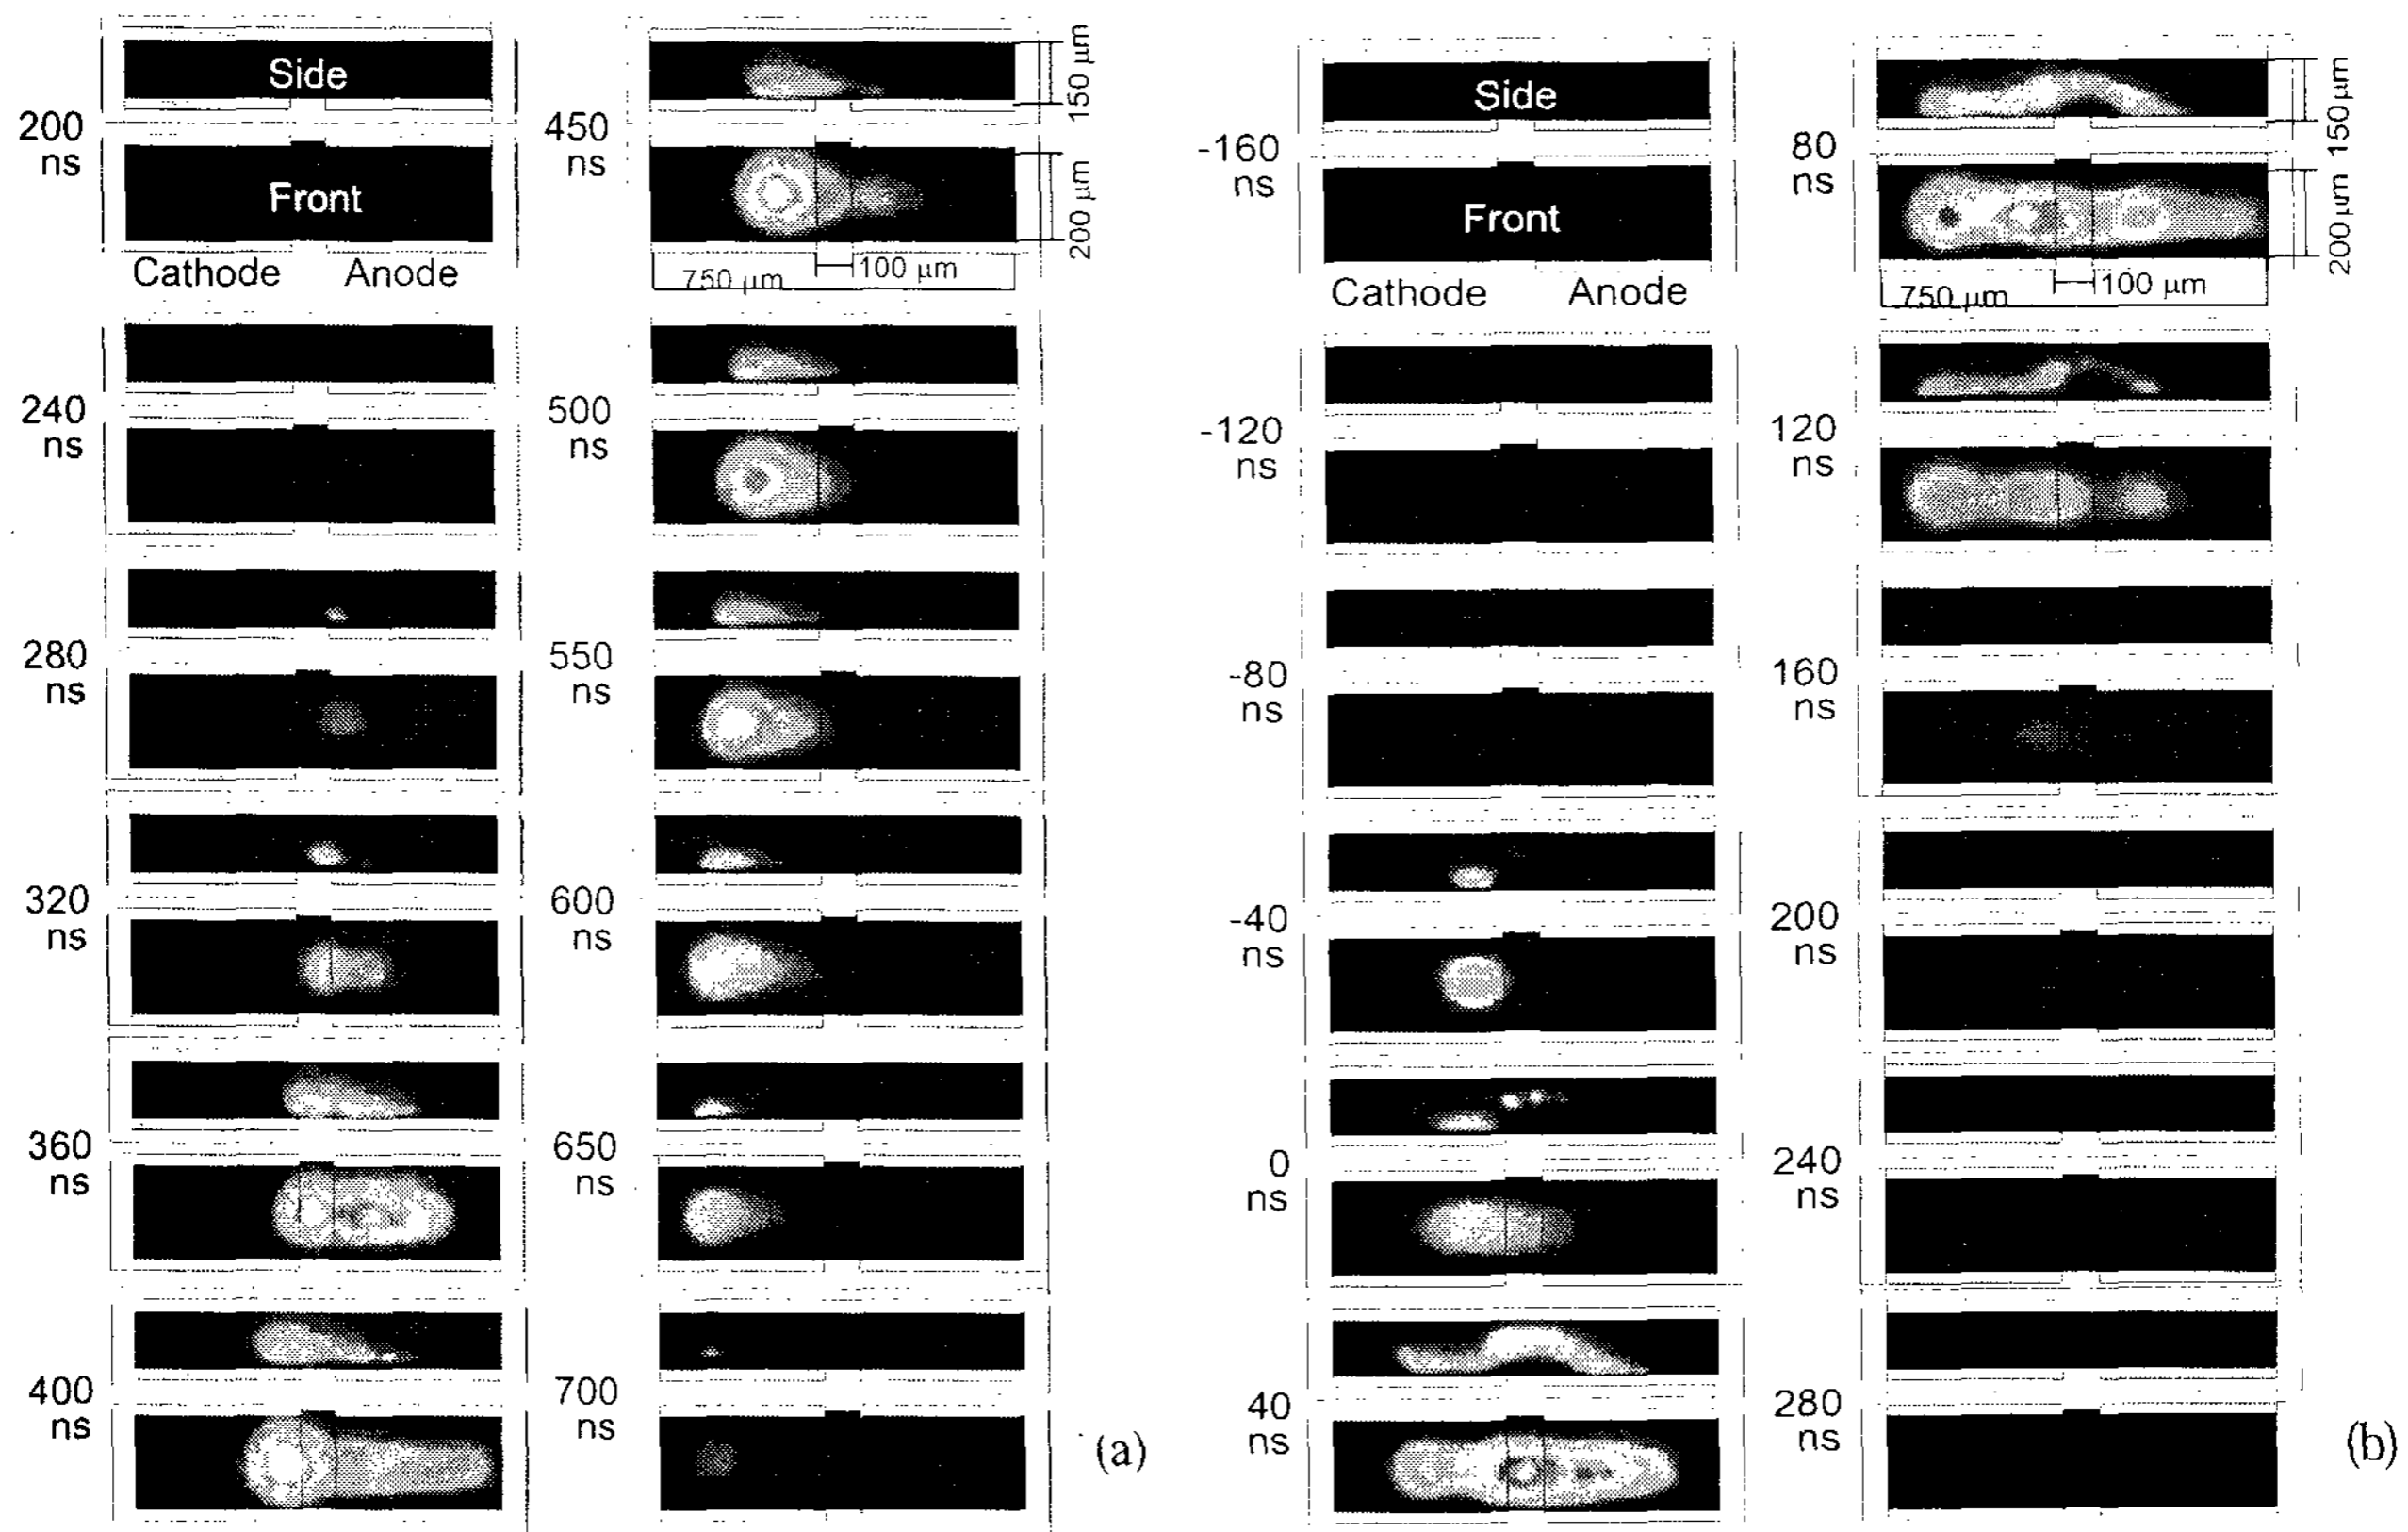 Side
200
ns
Front
Cathode
Anode
240
ns
280
ns
320
ns
360
ns
400
ns
450
ns
150 µm
200 µm
750 µm
100 µm
500
ns
550
ns
600
ns
650
ns
700
ns
(a)
Side
-160
ns
Front
Cathode
Anode
-120
ns
-80
ns
-40
ns
0
ns
40
ns
80
ns
150 µm
200 µm
750 µm
100 µm
120
ns
160
ns
200
ns
240
ns
280
ns
(b)